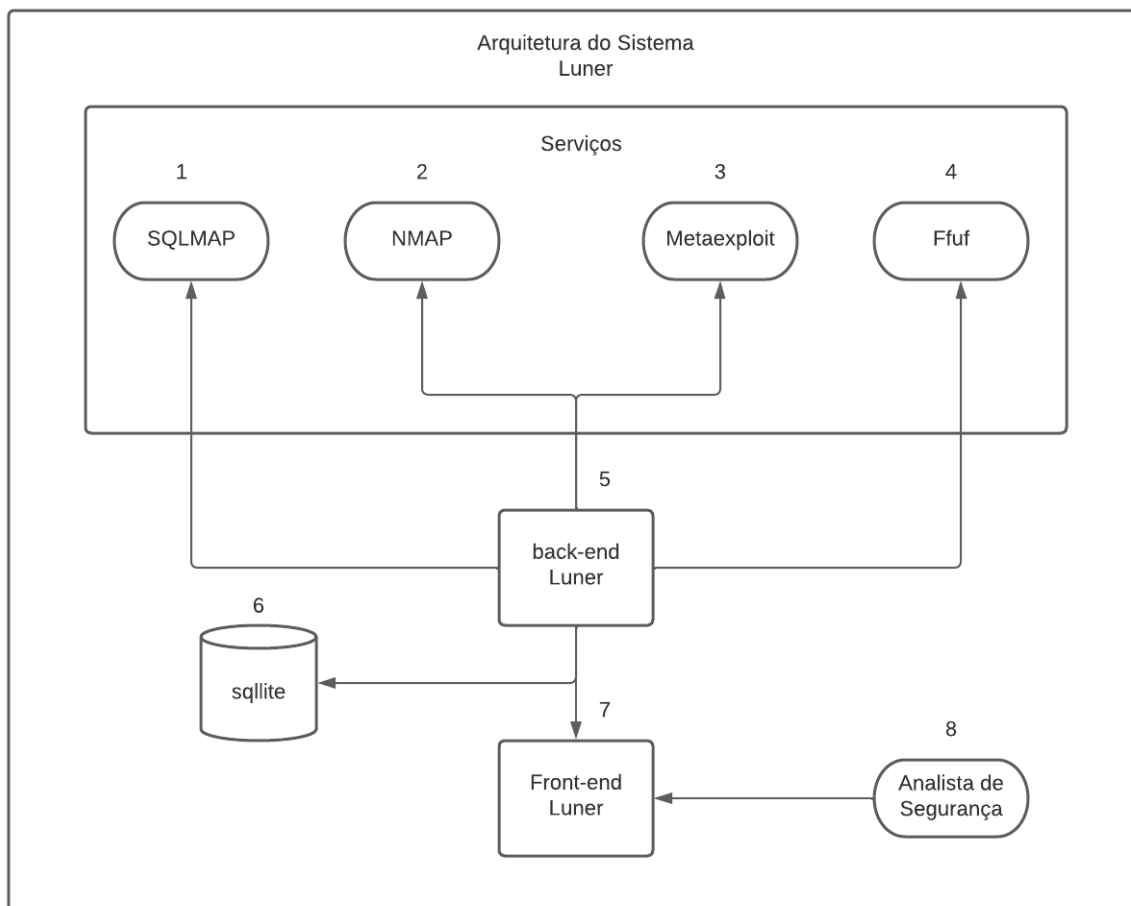 Arquitetura do Sistema
Luner
Serviços
1
2
3
4
SQLMAP
NMAP
Metaexploit
Ffuf
5
back-end
Luner
6
sqllite
7
8
Front-end
Luner
Analista de
Segurança